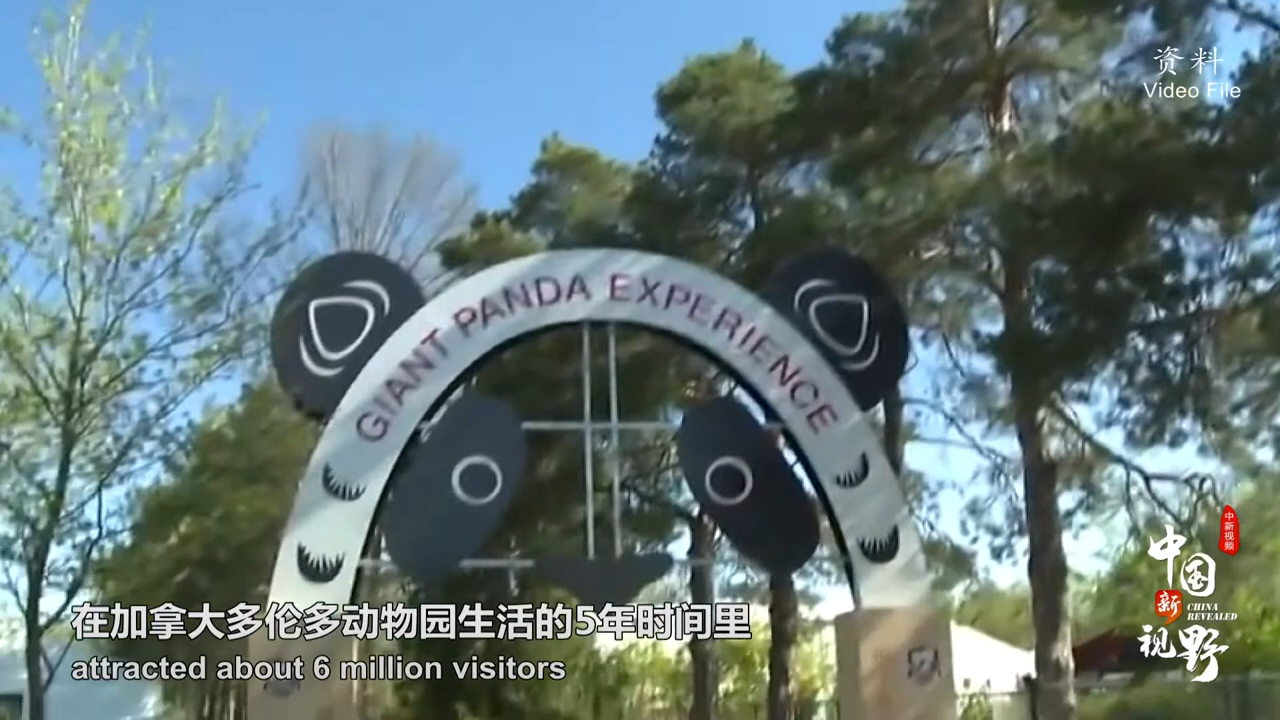 资料
Video File
GIANT PANDA EXPERIENCE
中新视频
中国
新
CHINA
REVEALED
视野
在加拿大多伦多动物园生活的5年时间里
attracted about 6 million visitors